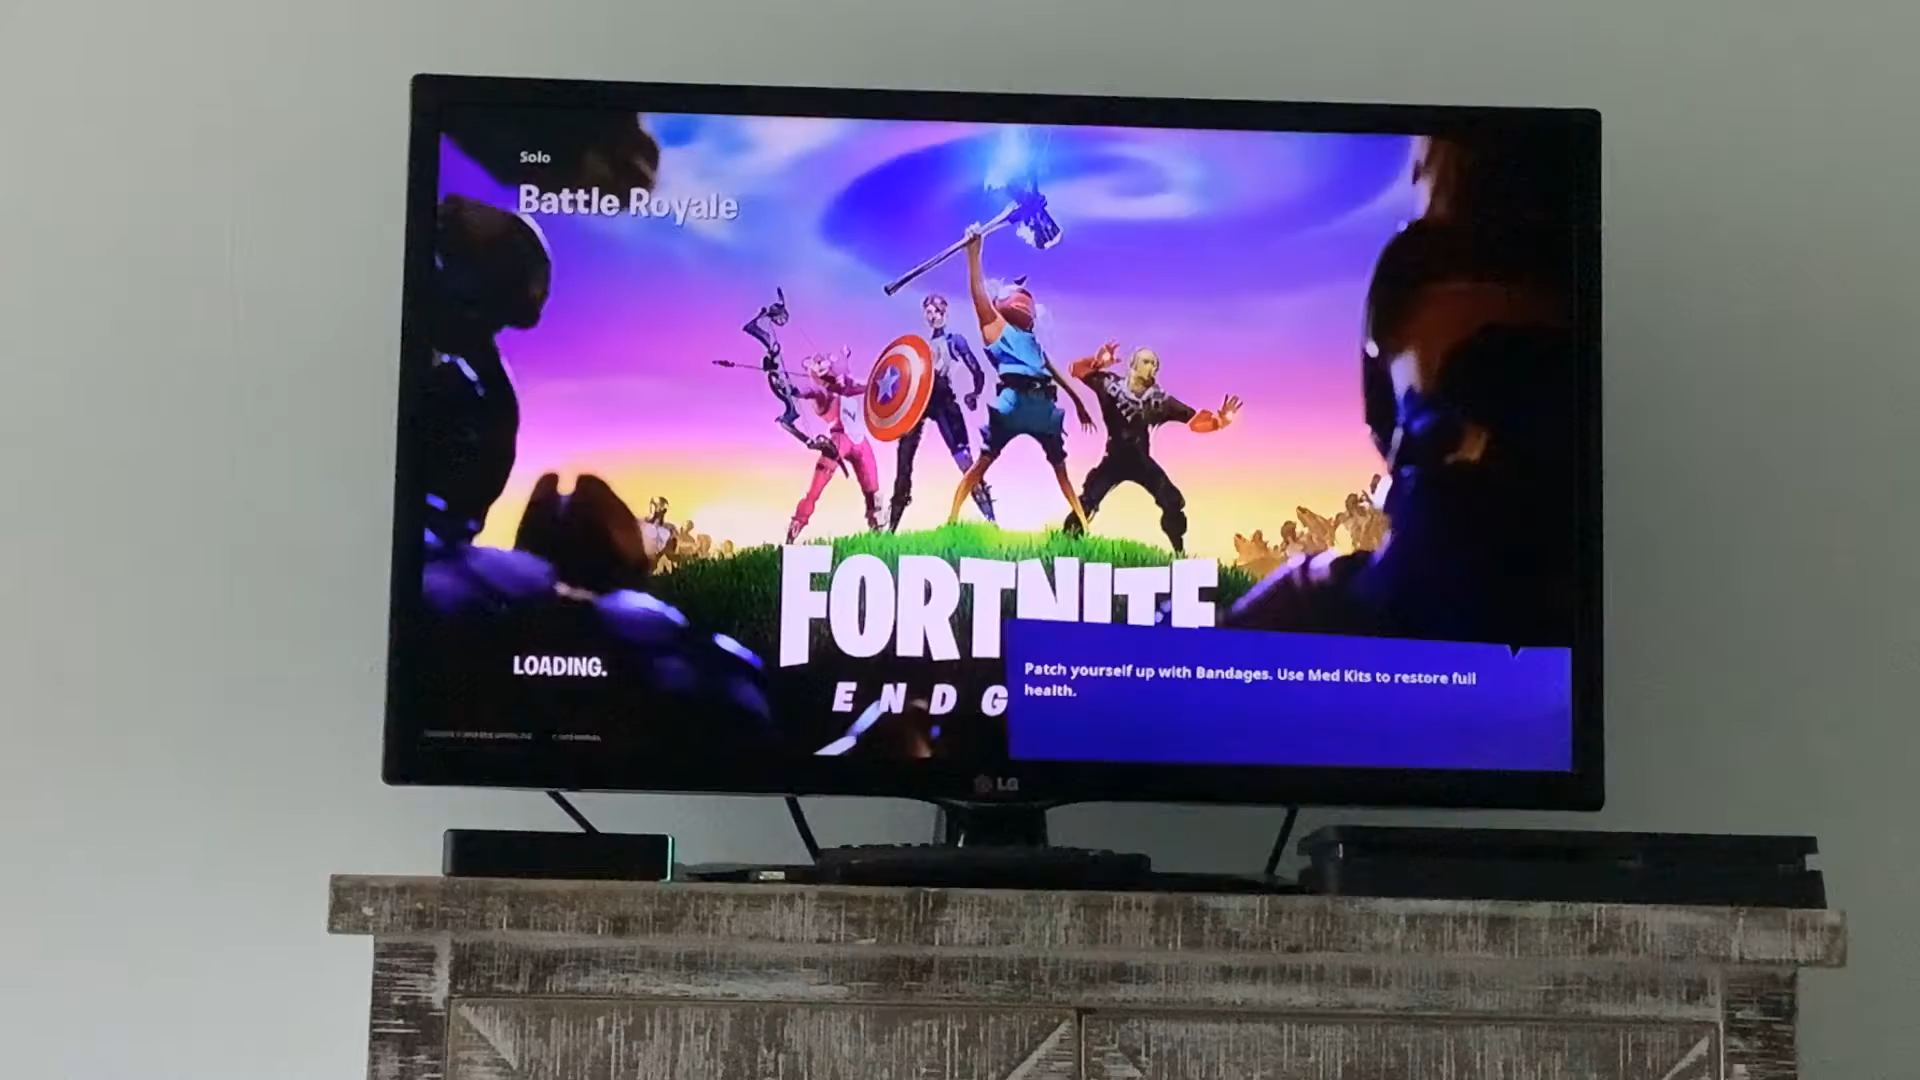 Solo
Battle Royale
FORTNITE
ENDG
LOADING.
Patch yourself up with Bandages. Use Med Kits to restore full
health.
LG